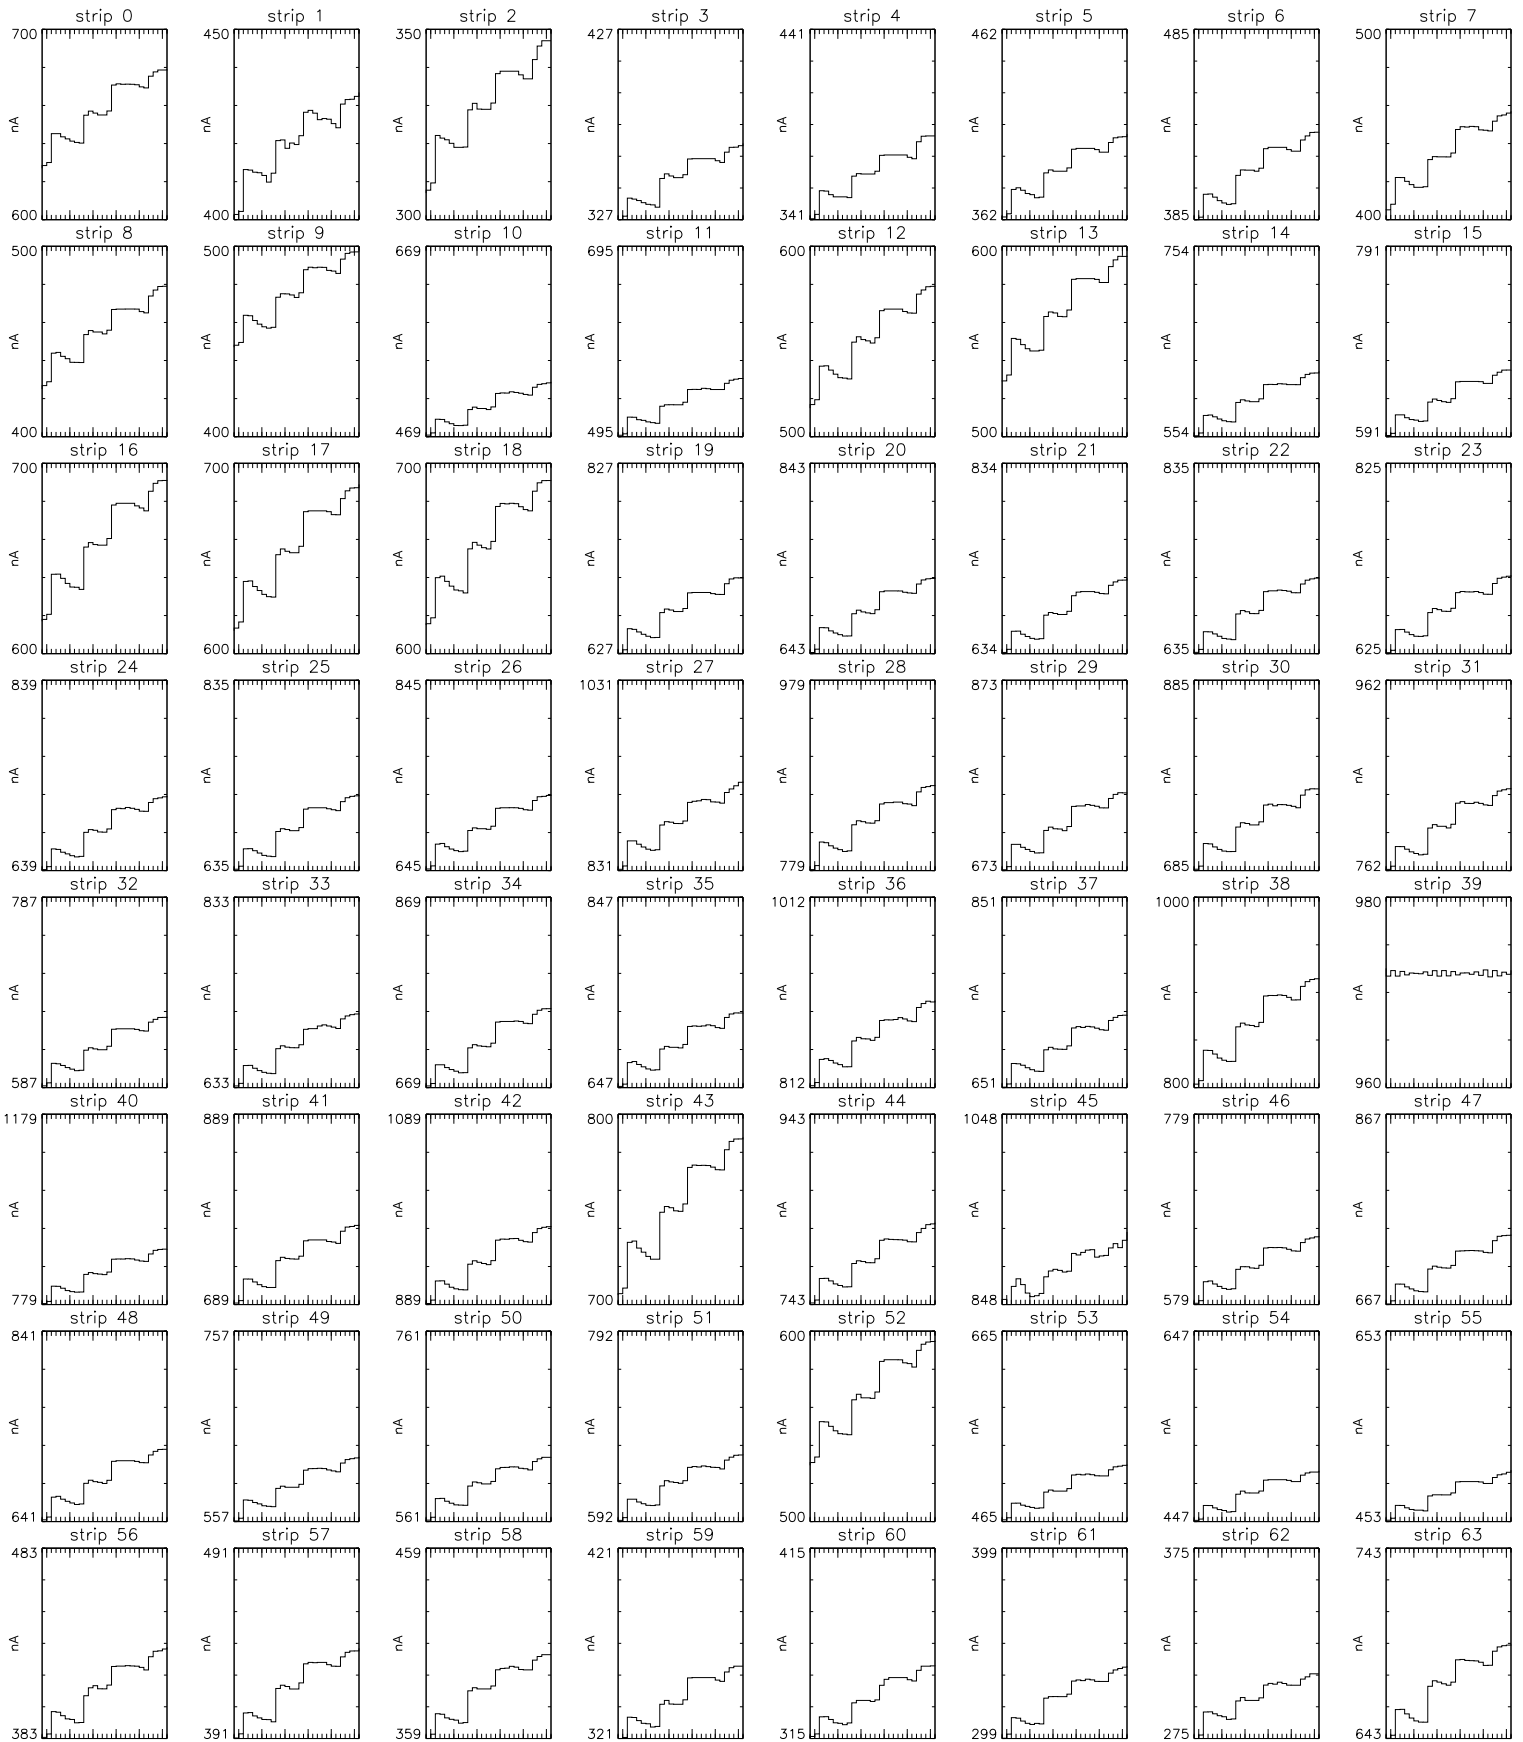 strip 0 strip 1 strip 2 strip 3 strip 4 strip 5 strip 6 strip 7
700 450 350 427 441 462 485 500
nA nA nA nA nA nA nA nA
600 400 300 327 341 362 385 400
strip 8 strip 9 strip 10 strip 11 strip 12 strip 13 strip 14 strip 15
500 500 669 695 600 600 754 791
nA nA nA nA nA nA nA nA
400 400 469 495 500 500 554 591
strip 16 strip 17 strip 18 strip 19 strip 20 strip 21 strip 22 strip 23
700 700 700 827 843 834 835 825
nA nA nA nA nA nA nA nA
600 600 600 627 643 634 635 625
strip 24 strip 25 strip 26 strip 27 strip 28 strip 29 strip 30 strip 31
839 835 845 1031 979 873 885 962
nA nA nA nA nA nA nA nA
639 635 645 831 779 673 685 762
strip 32 strip 33 strip 34 strip 35 strip 36 strip 37 strip 38 strip 39
787 833 869 847 1012 851 1000 980
nA nA nA nA nA nA nA nA
587 633 669 647 812 651 800 960
strip 40 strip 41 strip 42 strip 43 strip 44 strip 45 strip 46 strip 47
1179 889 1089 800 943 1048 779 867
nA nA nA nA nA nA nA nA
779 689 889 700 743 848 579 667
strip 48 strip 49 strip 50 strip 51 strip 52 strip 53 strip 54 strip 55
841 757 761 792 600 665 647 653
nA nA nA nA nA nA nA nA
641 557 561 592 500 465 447 453
strip 56 strip 57 strip 58 strip 59 strip 60 strip 61 strip 62 strip 63
483 491 459 421 415 399 375 743
nA nA nA nA nA nA nA nA
383 391 359 321 315 299 275 643